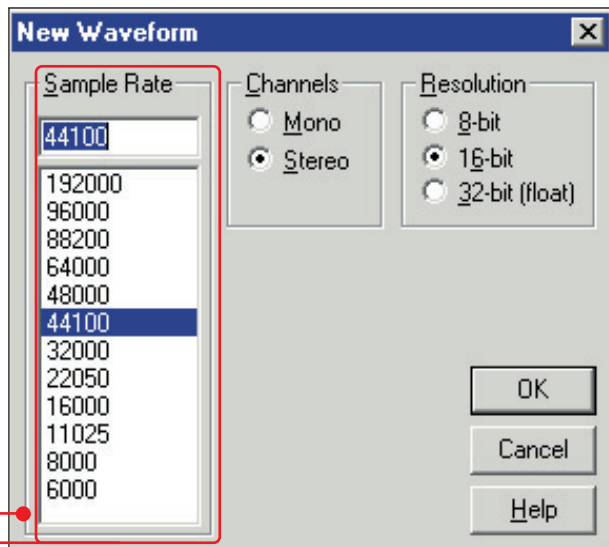 New Waveform
Sample Rate
44100
192000
96000
88200
64000
48000
44100
32000
22050
16000
11025
8000
6000
Channels
Mono
Stereo
Resolution
8-bit
16-bit
32-bit (float)
OK
Cancel
Help